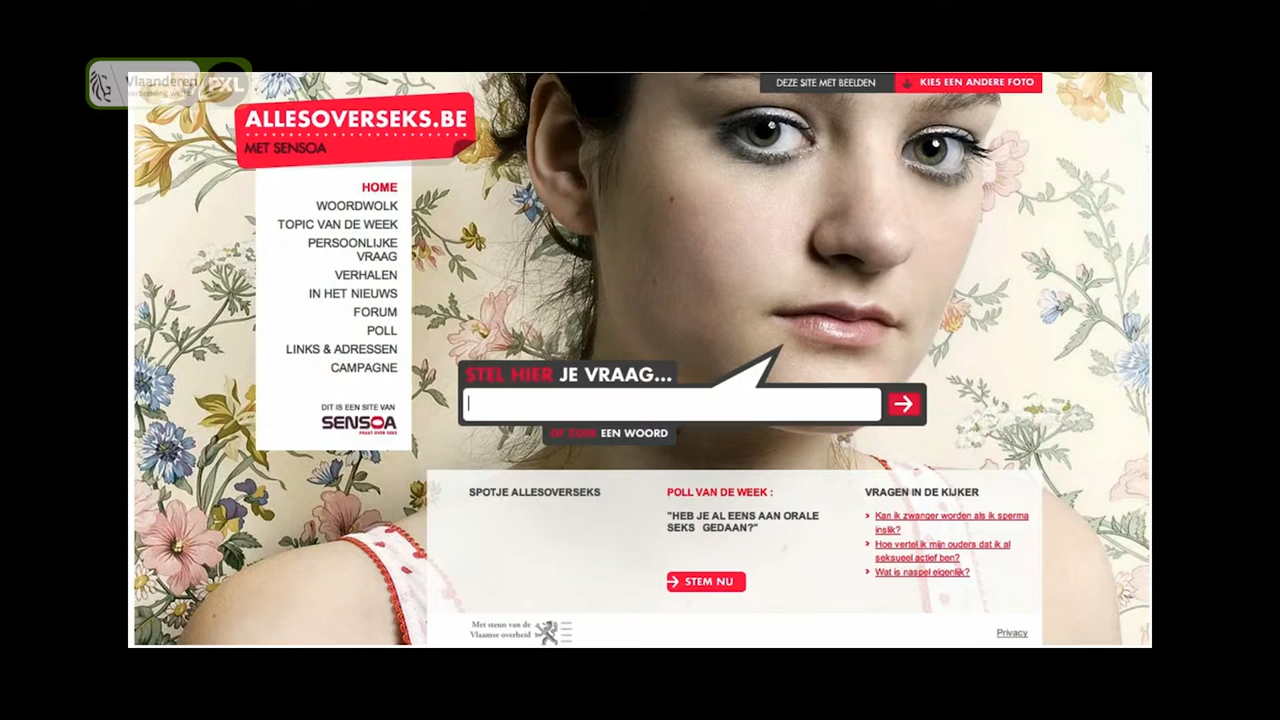 Vlaanderen
verbeelding werkt
PXL
DEZE SITE MET BEELDEN
KIES EEN ANDERE FOTO
ALLESOVERSEKS.BE
MET SENSOA
HOME
WOORDWOLK
TOPIC VAN DE WEEK
PERSOONLIJKE
VRAAG
VERHALEN
IN HET NIEUWS
FORUM
POLL
LINKS & ADRESSEN
CAMPAGNE
DIT IS EEN SITE VAN
SENSOA
PRAAT OVER SEKS
STEL HIER JE VRAAG...
OF ZOEK EEN WOORD
SPOTJE ALLESOVERSEKS
POLL VAN DE WEEK :
"HEB JE AL EENS AAN ORALE
SEKS GEDAAN?"
STEM NU
VRAGEN IN DE KIJKER
Kan ik zwanger worden als ik sperma
inslik?
Hoe vertel ik mijn ouders dat ik al
seksueel actief ben?
Wat is naspel eigenlijk?
Met steun van de
Vlaamse overheid
Privacy